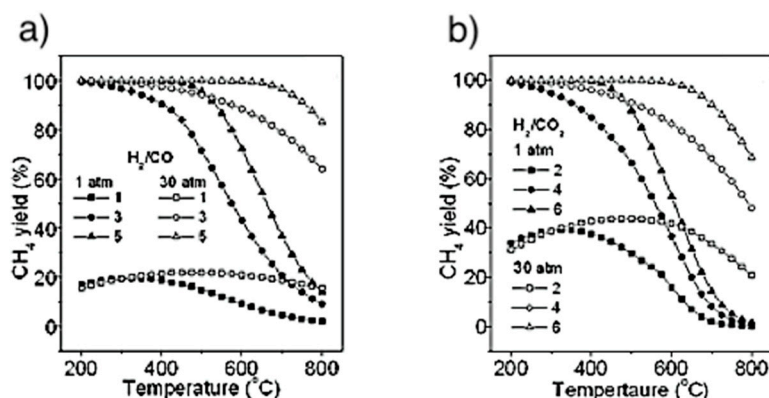 a)
CH₄ yield (%)
100
80
60
40
20
0
H₂/CO
1 atm 30 atm
1 1
3 3
5 5
200 400 600 800
Temperature (°C)
b)
CH₄ yield (%)
100
80
60
40
20
0
H₂/CO₂
1 atm
2
4
6
30 atm
2
4
6
200 400 600 800
Tempertaure (°C)